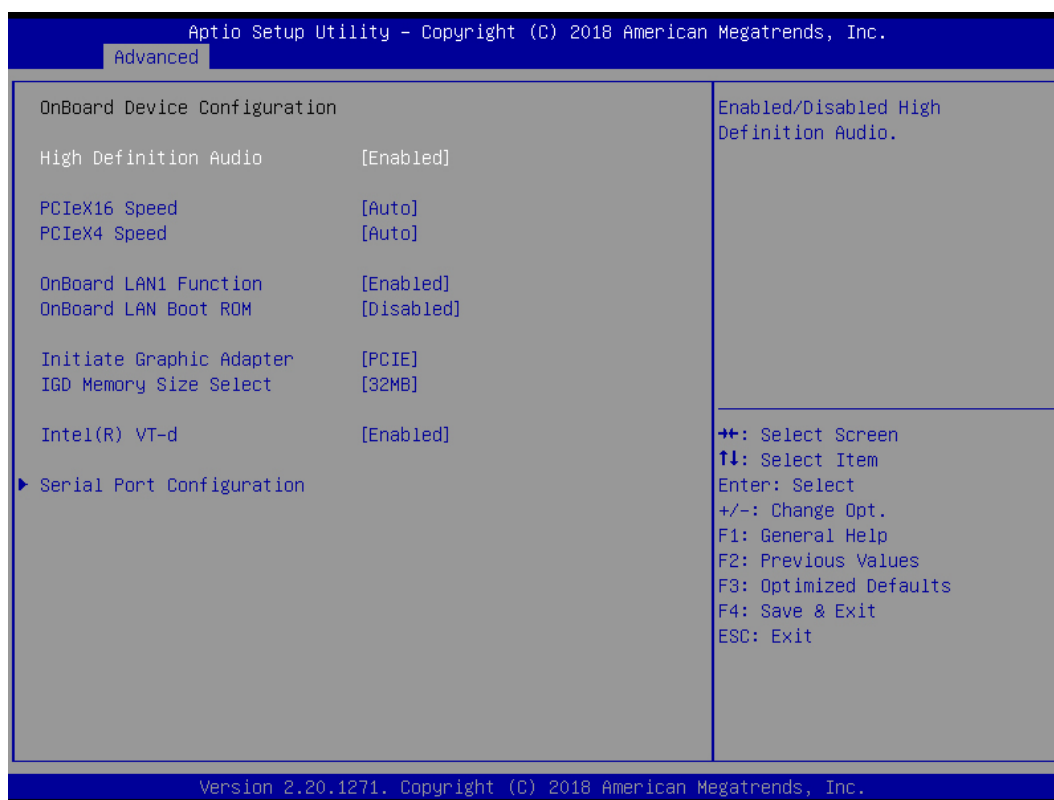 Aptio Setup Utility – Copyright (C) 2018 American Megatrends, Inc.
Advanced
OnBoard Device Configuration
High Definition Audio [Enabled]
PCIeX16 Speed [Auto]
PCIeX4 Speed [Auto]
OnBoard LAN1 Function [Enabled]
OnBoard LAN Boot ROM [Disabled]
Initiate Graphic Adapter [PCIE]
IGD Memory Size Select [32MB]
Intel(R) VT-d [Enabled]
▶ Serial Port Configuration
Enabled/Disabled High
Definition Audio.
→←: Select Screen
↑↓: Select Item
Enter: Select
+/-: Change Opt.
F1: General Help
F2: Previous Values
F3: Optimized Defaults
F4: Save & Exit
ESC: Exit
Version 2.20.1271. Copyright (C) 2018 American Megatrends, Inc.